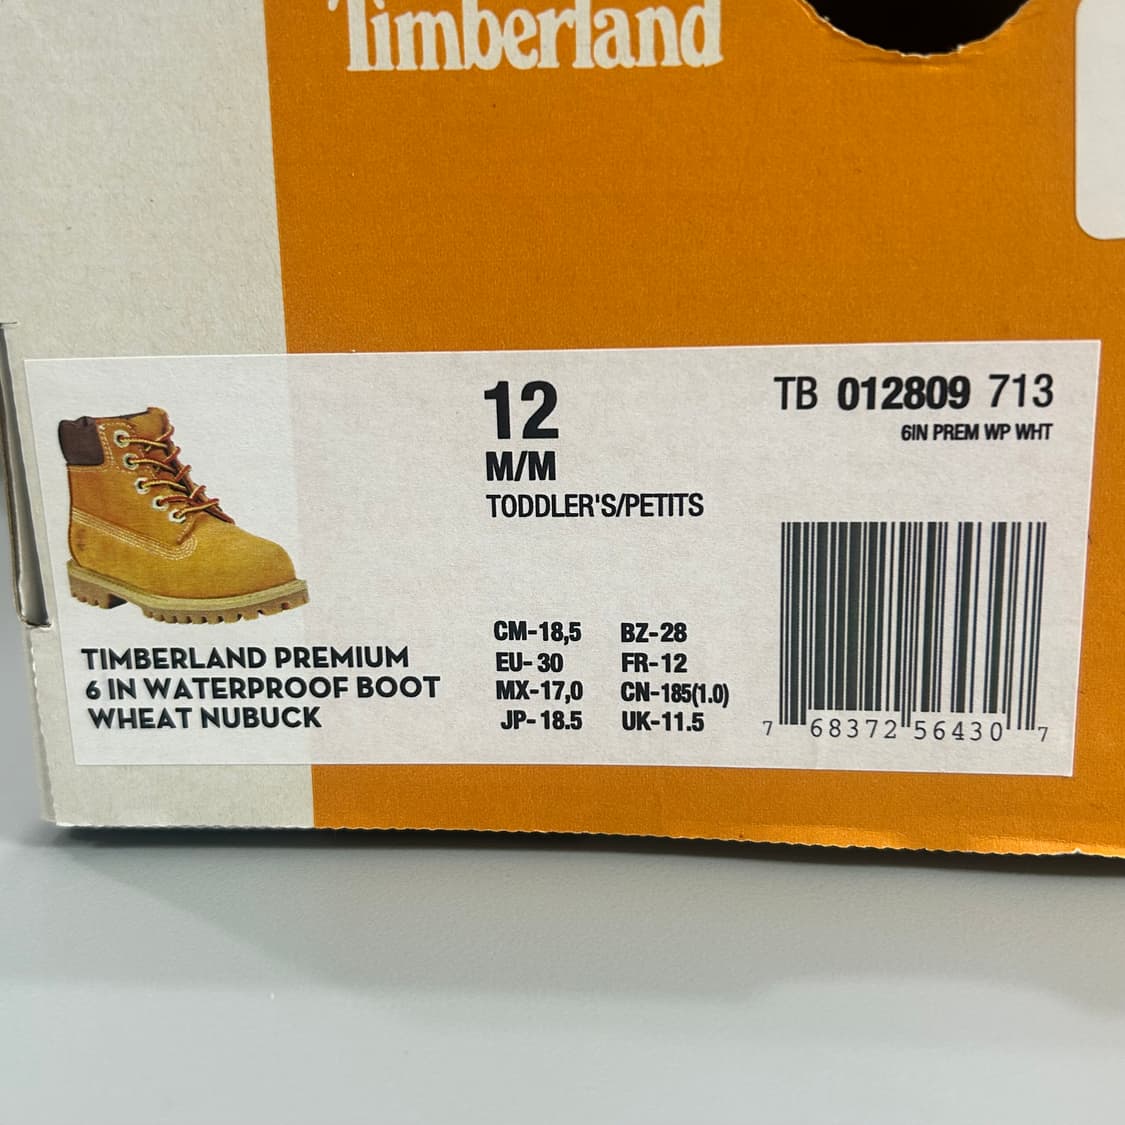 Timberland
12
M/M
TODDLER'S/PETITS
TB 012809 713
6IN PREM WP WHT
TIMBERLAND PREMIUM
6 IN WATERPROOF BOOT
WHEAT NUBUCK
CM-18,5 BZ-28
EU-30 FR-12
MX-17,0 CN-185(1.0)
JP-18.5 UK-11.5
7 68372 56430 7